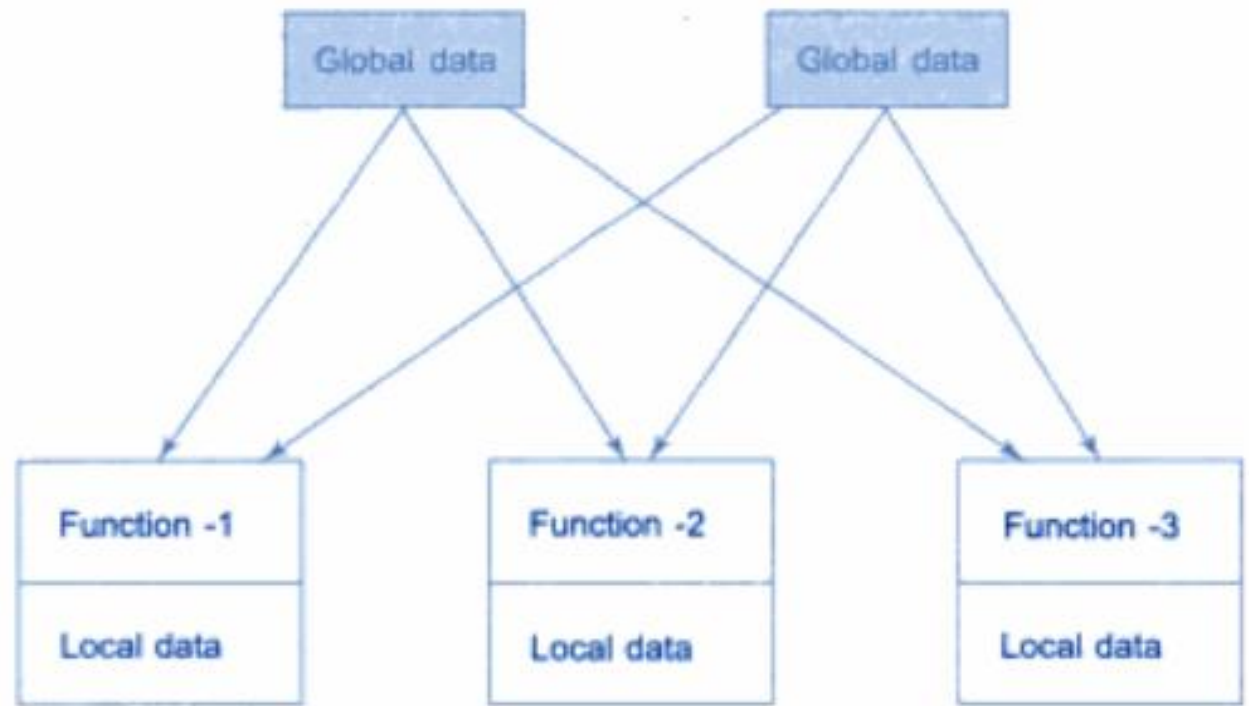 Global data
Global data
Function -1
Function -2
Function -3
Local data
Local data
Local data